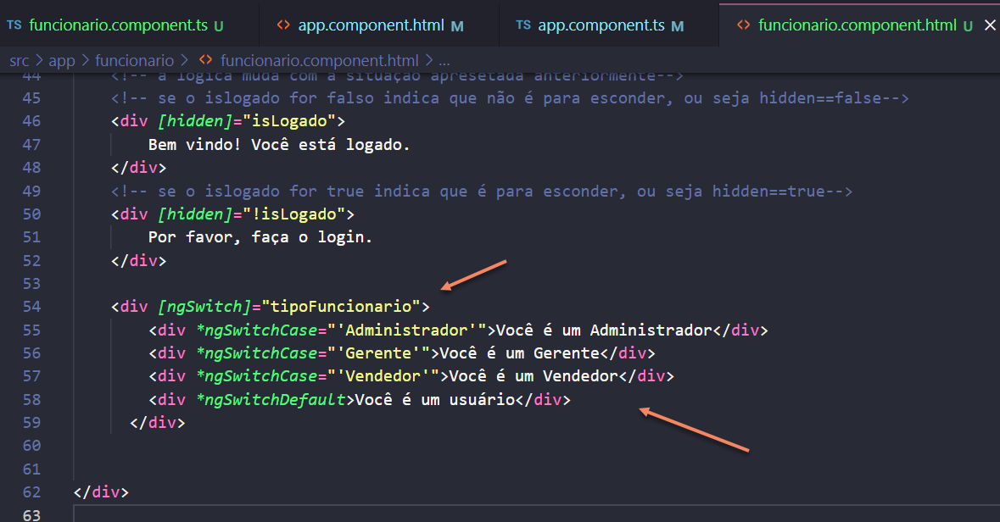 TS funcionario.component.ts U <> app.component.html M TS app.component.ts M <> funcionario.component.html U ×
src > app > funcionario > <> funcionario.component.html > ...
44 <!-- a lógica muda com a situação apresetada anteriormente-->
45 <!-- se o islogado for falso indica que não é para esconder, ou seja hidden==false-->
46 <div [hidden]="isLogado">
47 Bem vindo! Você está logado.
48 </div>
49 <!-- se o islogado for true indica que é para esconder, ou seja hidden==true-->
50 <div [hidden]="!isLogado">
51 Por favor, faça o login.
52 </div>
53
54 <div [ngSwitch]="tipoFuncionario">
55 <div *ngSwitchCase="'Administrador'">Você é um Administrador</div>
56 <div *ngSwitchCase="'Gerente'">Você é um Gerente</div>
57 <div *ngSwitchCase="'Vendedor'">Você é um Vendedor</div>
58 <div *ngSwitchDefault>Você é um usuário</div>
59 </div>
60
61
62 </div>
63